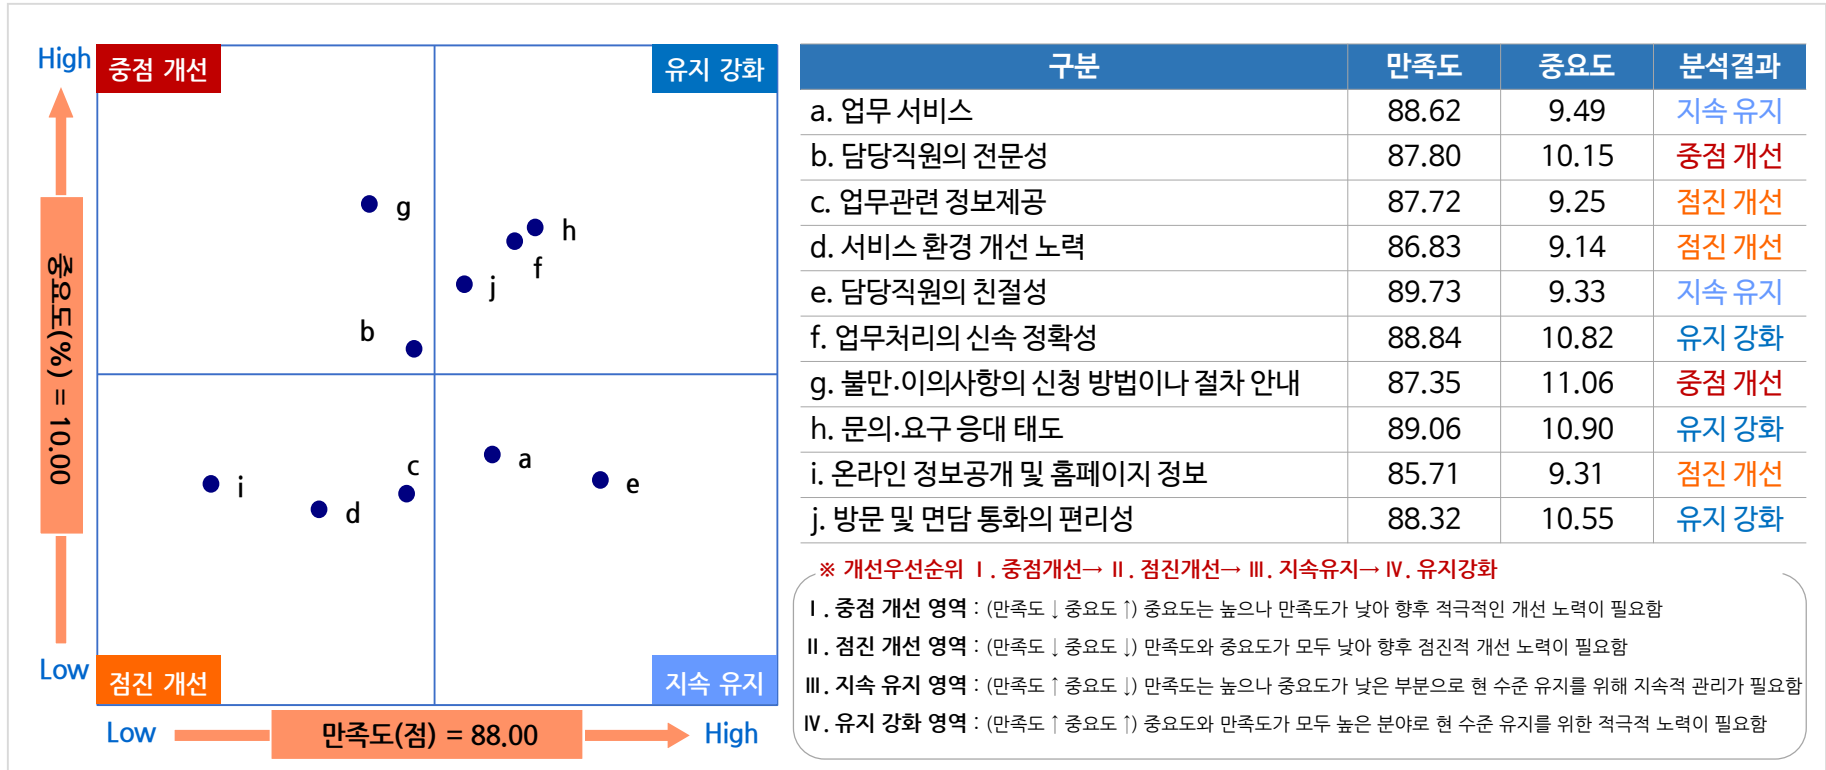 High
중점 개선
유지 강화
g
h
f
j
b
중요도(%) = 10.00
c
a
i
e
d
Low
점진 개선
지속 유지
Low
만족도(점) = 88.00
High
구분 만족도 중요도 분석결과
a. 업무 서비스 88.62 9.49 지속 유지
b. 담당직원의 전문성 87.80 10.15 중점 개선
c. 업무관련 정보제공 87.72 9.25 점진 개선
d. 서비스 환경 개선 노력 86.83 9.14 점진 개선
e. 담당직원의 친절성 89.73 9.33 지속 유지
f. 업무처리의 신속 정확성 88.84 10.82 유지 강화
g. 불만·이의사항의 신청 방법이나 절차 안내 87.35 11.06 중점 개선
h. 문의·요구 응대 태도 89.06 10.90 유지 강화
i. 온라인 정보공개 및 홈페이지 정보 85.71 9.31 점진 개선
j. 방문 및 면담 통화의 편리성 88.32 10.55 유지 강화
※ 개선우선순위 Ⅰ. 중점개선→ Ⅱ. 점진개선→ Ⅲ. 지속유지→ Ⅳ. 유지강화
Ⅰ. 중점 개선 영역 : (만족도↓ 중요도↑) 중요도는 높으나 만족도가 낮아 향후 적극적인 개선 노력이 필요함
Ⅱ. 점진 개선 영역 : (만족도↓ 중요도↓) 만족도와 중요도가 모두 낮아 향후 점진적 개선 노력이 필요함
Ⅲ. 지속 유지 영역 : (만족도↑ 중요도↓) 만족도는 높으나 중요도가 낮은 부분으로 현 수준 유지를 위해 지속적 관리가 필요함
Ⅳ. 유지 강화 영역 : (만족도↑ 중요도↑) 중요도와 만족도가 모두 높은 분야로 현 수준 유지를 위한 적극적 노력이 필요함